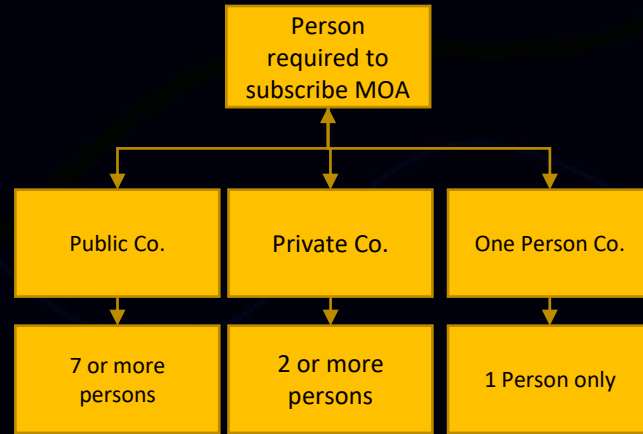 Person
required to
subscribe MOA
Public Co.
Private Co.
One Person Co.
7 or more
persons
2 or more
persons
1 Person only